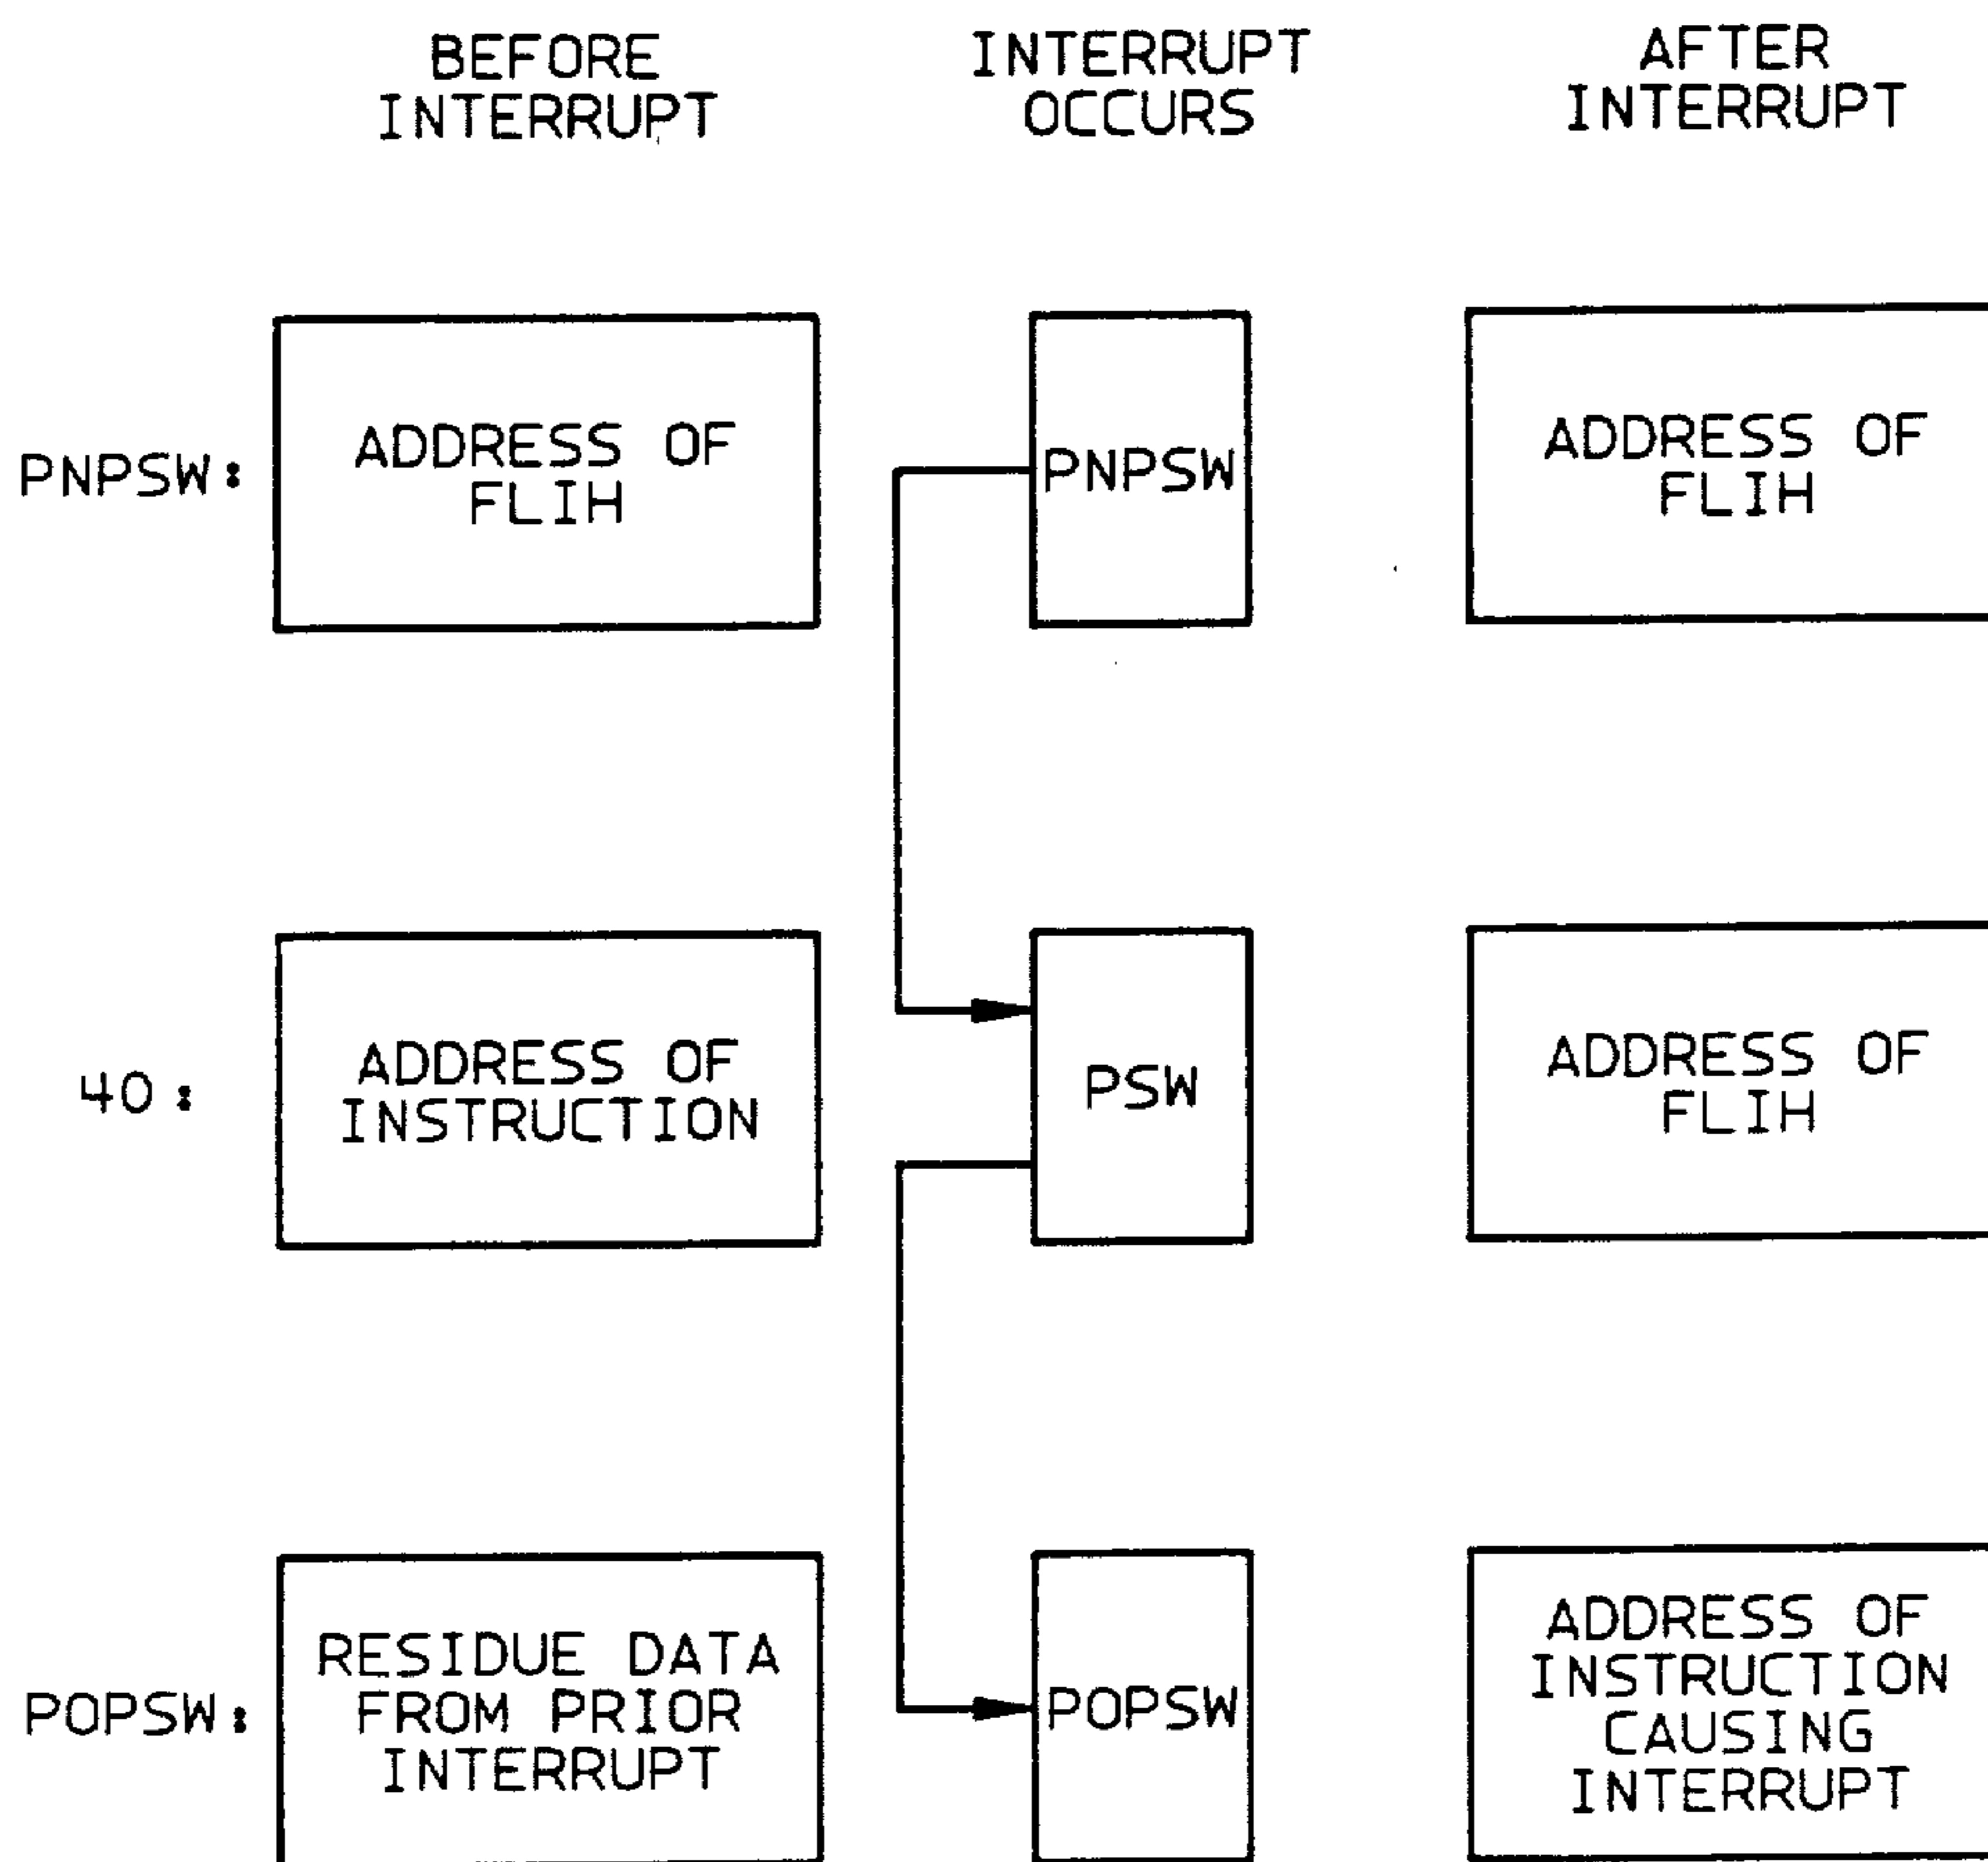 BEFORE
INTERRUPT
INTERRUPT
OCCURS
AFTER
INTERRUPT
PNPSW:
ADDRESS OF
FLIH
PNPSW
ADDRESS OF
FLIH
40:
ADDRESS OF
INSTRUCTION
PSW
ADDRESS OF
FLIH
POPSW:
RESIDUE DATA
FROM PRIOR
INTERRUPT
POPSW
ADDRESS OF
INSTRUCTION
CAUSING
INTERRUPT